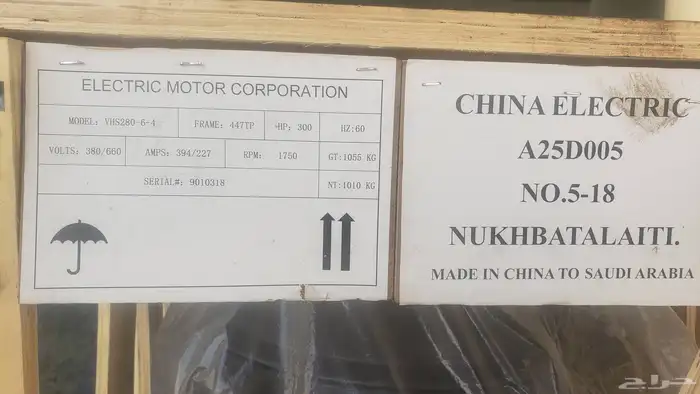 ELECTRIC MOTOR CORPORATION
MODEL: VHS280-6-4 FRAME: 447TP HP: 300 HZ:60
VOLTS: 380/660 AMPS: 394/227 RPM: 1750 GT:1055 KG
SERIAL#: 9010318 NT:1010 KG
CHINA ELECTRIC
A25D005
NO.5-18
NUKHBATALAITI.
MADE IN CHINA TO SAUDI ARABIA
حراج